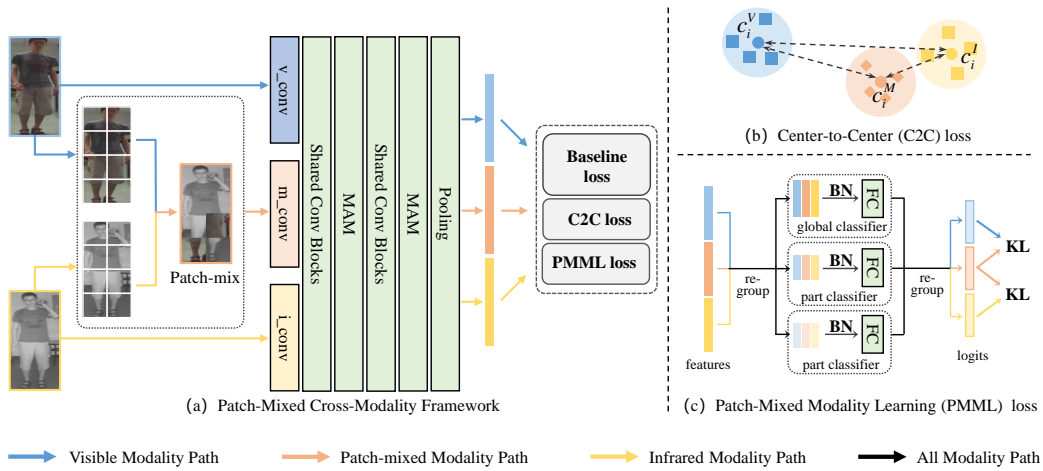 Patch-mix
v_conv
m_conv
i_conv
Shared Conv Blocks
MAM
Shared Conv Blocks
MAM
Pooling
Baseline
loss
C2C loss
PMML loss
(a) Patch-Mixed Cross-Modality Framework
C_i^V
C_i^I
C_i^M
(b) Center-to-Center (C2C) loss
features
re-
group
BN
FC
global classifier
BN
FC
part classifier
BN
FC
part classifier
re-
group
logits
KL
KL
(c) Patch-Mixed Modality Learning (PMML) loss
Visible Modality Path
Patch-mixed Modality Path
Infrared Modality Path
All Modality Path